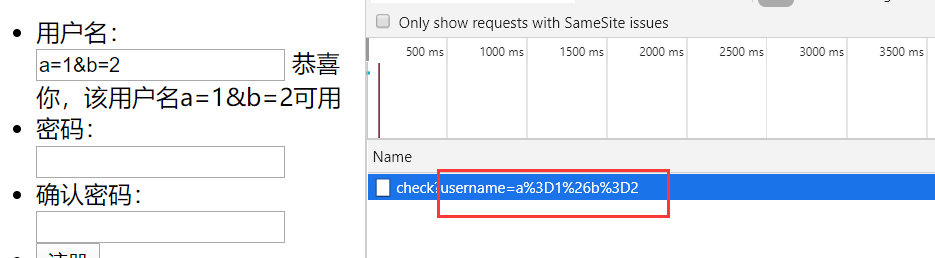 用户名：
a=1&b=2 恭喜
你，该用户名a=1&b=2可用
密码：
确认密码：
Only show requests with SameSite issues
500 ms 1000 ms 1500 ms 2000 ms 2500 ms 3000 ms 3500 ms
Name
check?username=a%3D1%26b%3D2